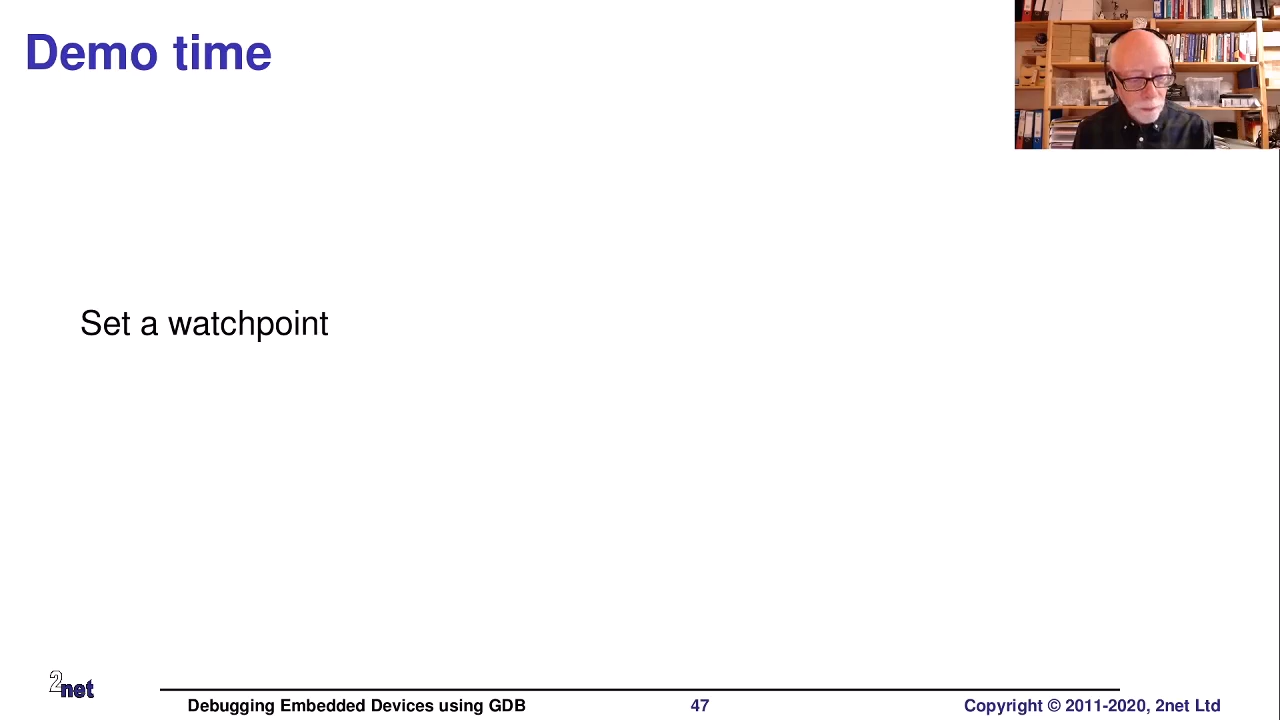 Demo time
Set a watchpoint
2net
Debugging Embedded Devices using GDB
47
Copyright © 2011-2020, 2net Ltd